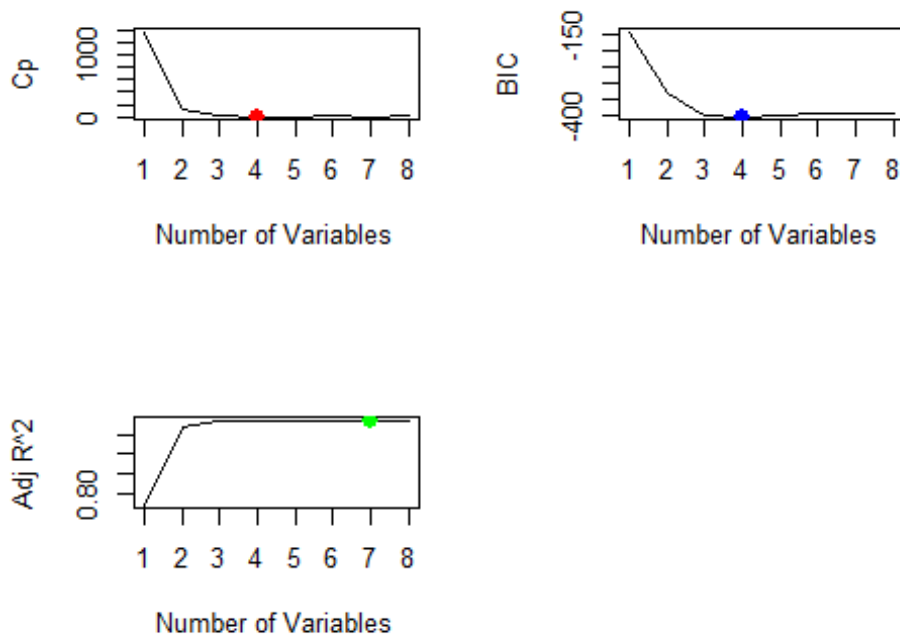 Cp
1000
0
1 2 3 4 5 6 7 8
Number of Variables
BIC
-150
-400
1 2 3 4 5 6 7 8
Number of Variables
Adj R^2
0.80
1 2 3 4 5 6 7 8
Number of Variables